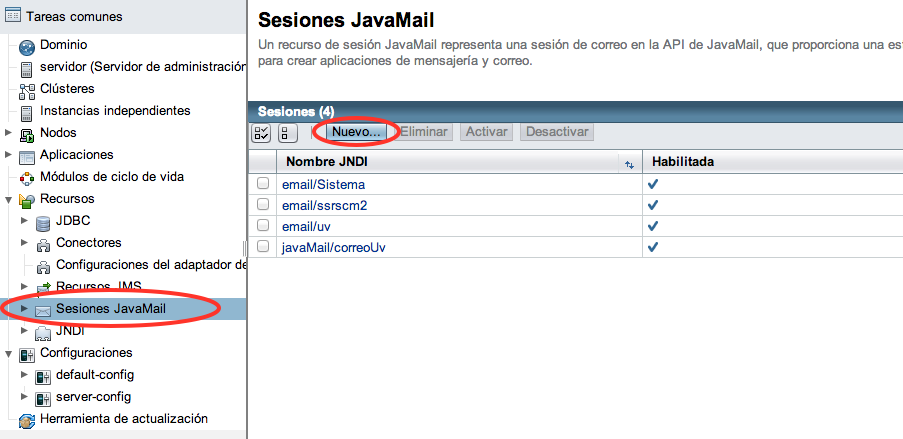 Tareas comunes
Dominio
servidor (Servidor de administración
Clústeres
Instancias independientes
Nodos
Aplicaciones
Módulos de ciclo de vida
Recursos
JDBC
Conectores
Configuraciones del adaptador de
Recursos JMS
Sesiones JavaMail
JNDI
Configuraciones
default-config
server-config
Herramienta de actualización
Sesiones JavaMail
Un recurso de sesión JavaMail representa una sesión de correo en la API de JavaMail, que proporciona una es
para crear aplicaciones de mensajería y correo.
Sesiones (4)
Nuevo... Eliminar Activar Desactivar
Nombre JNDI Habilitada
email/Sistema
email/ssrscm2
email/uv
javaMail/correoUv